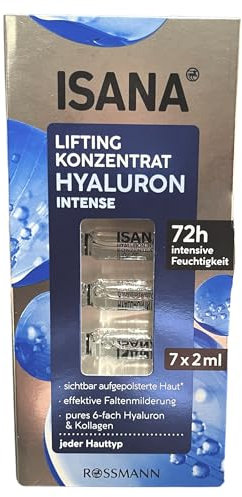 ISANA
LIFTING
KONZENTRAT
HYALURON
INTENSE
72h
intensive
Feuchtigkeit
ISANA
7 x 2 ml
• sichtbar aufgepolsterte Haut*
• effektive Faltenmilderung
• pures 6-fach Hyaluron
& Kollagen
jeder Hauttyp
ROSSMANN